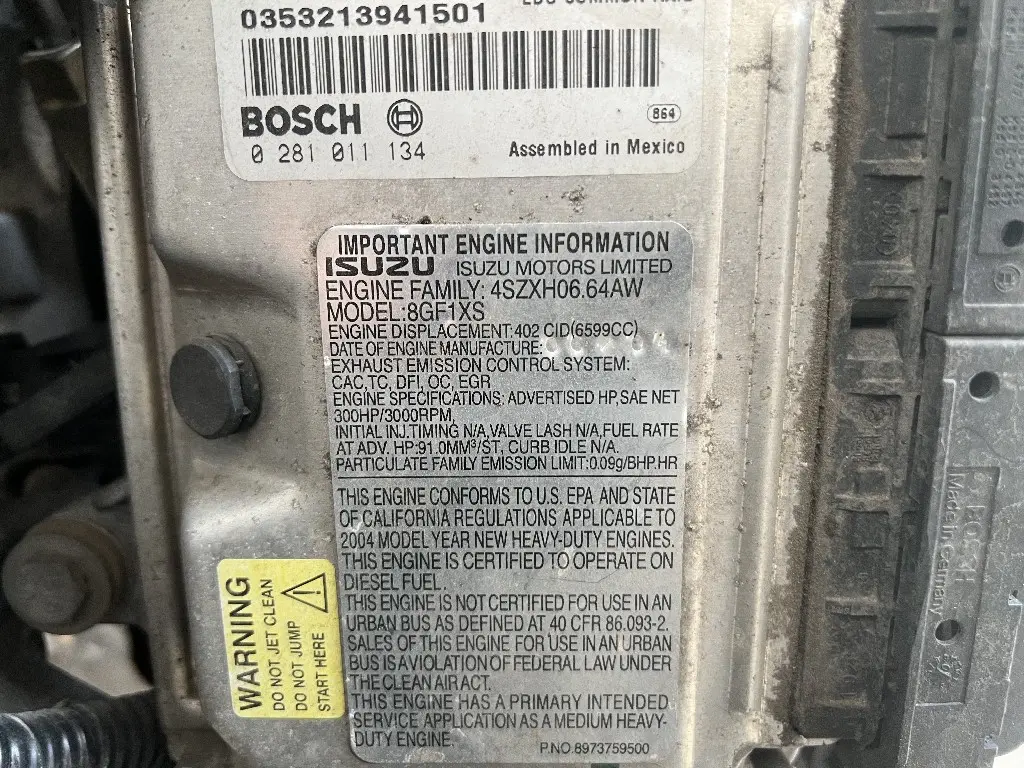 0353213941501
BOSCH
864
0 281 011 134
Assembled in Mexico
IMPORTANT ENGINE INFORMATION
ISUZU ISUZU MOTORS LIMITED
ENGINE FAMILY: 4SZXH06.64AW
MODEL:8GF1XS
ENGINE DISPLACEMENT:402 CID(6599CC)
DATE OF ENGINE MANUFACTURE:
EXHAUST EMISSION CONTROL SYSTEM:
CAC,TC, DFI, OC, EGR
ENGINE SPECIFICATIONS: ADVERTISED HP,SAE NET
300HP/3000RPM,
INITIAL INJ.TIMING N/A,VALVE LASH N/A,FUEL RATE
AT ADV. HP:91.0MM³/ST, CURB IDLE N/A.
PARTICULATE FAMILY EMISSION LIMIT:0.09g/BHP.HR
THIS ENGINE CONFORMS TO U.S. EPA AND STATE
OF CALIFORNIA REGULATIONS APPLICABLE TO
2004 MODEL YEAR NEW HEAVY-DUTY ENGINES.
THIS ENGINE IS CERTIFIED TO OPERATE ON
DIESEL FUEL.
THIS ENGINE IS NOT CERTIFIED FOR USE IN AN
URBAN BUS AS DEFINED AT 40 CFR 86.093-2.
SALES OF THIS ENGINE FOR USE IN AN URBAN
BUS IS A VIOLATION OF FEDERAL LAW UNDER
THE CLEAN AIR ACT.
THIS ENGINE HAS A PRIMARY INTENDED
SERVICE APPLICATION AS A MEDIUM HEAVY-
DUTY ENGINE.
P.NO.8973759500
WARNING
DO NOT JET CLEAN
DO NOT JUMP
START HERE
BOSCH
Made in Germany